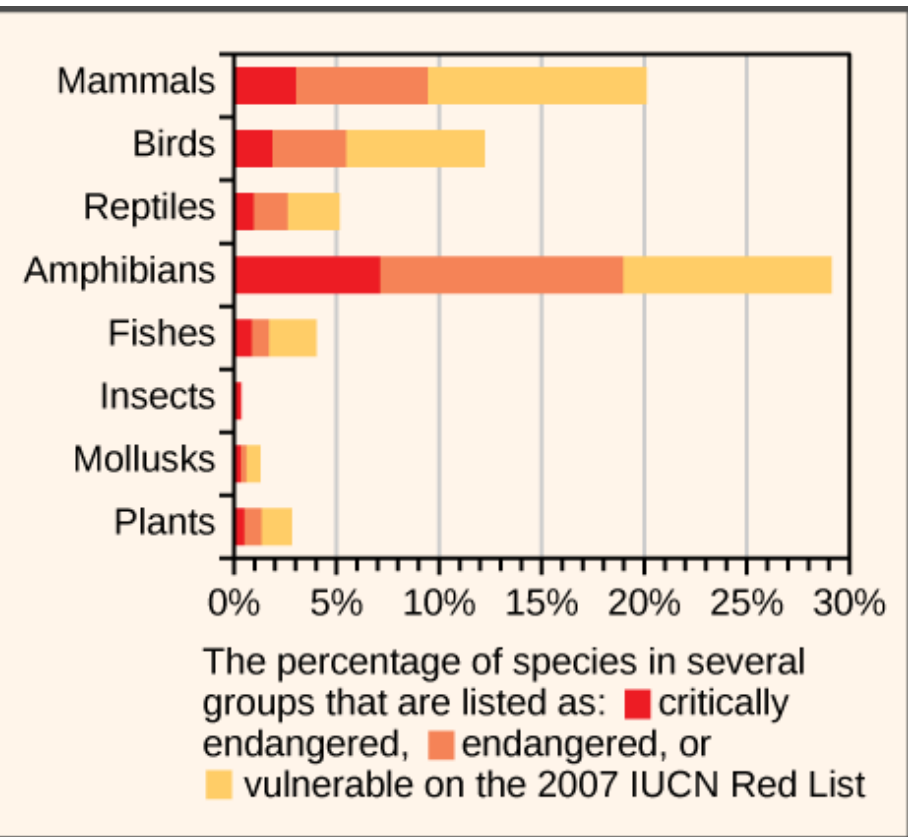 Mammals
Birds
Reptiles
Amphibians
Fishes
Insects
Mollusks
Plants
0% 5% 10% 15% 20% 25% 30%
The percentage of species in several
groups that are listed as: critically
endangered, endangered, or
vulnerable on the 2007 IUCN Red List